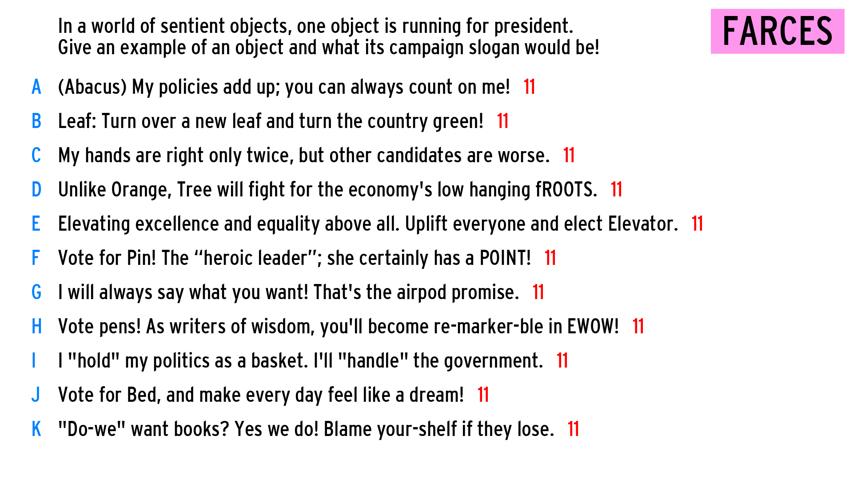 In a world of sentient objects, one object is running for president.
Give an example of an object and what its campaign slogan would be!
FARCES
A (Abacus) My policies add up; you can always count on me! 11
B Leaf: Turn over a new leaf and turn the country green! 11
C My hands are right only twice, but other candidates are worse. 11
D Unlike Orange, Tree will fight for the economy's low hanging fROOTS. 11
E Elevating excellence and equality above all. Uplift everyone and elect Elevator. 11
F Vote for Pin! The “heroic leader”; she certainly has a POINT! 11
G I will always say what you want! That's the airpod promise. 11
H Vote pens! As writers of wisdom, you'll become re-marker-ble in EWOW! 11
I I "hold" my politics as a basket. I'll "handle" the government. 11
J Vote for Bed, and make every day feel like a dream! 11
K "Do-we" want books? Yes we do! Blame your-shelf if they lose. 11